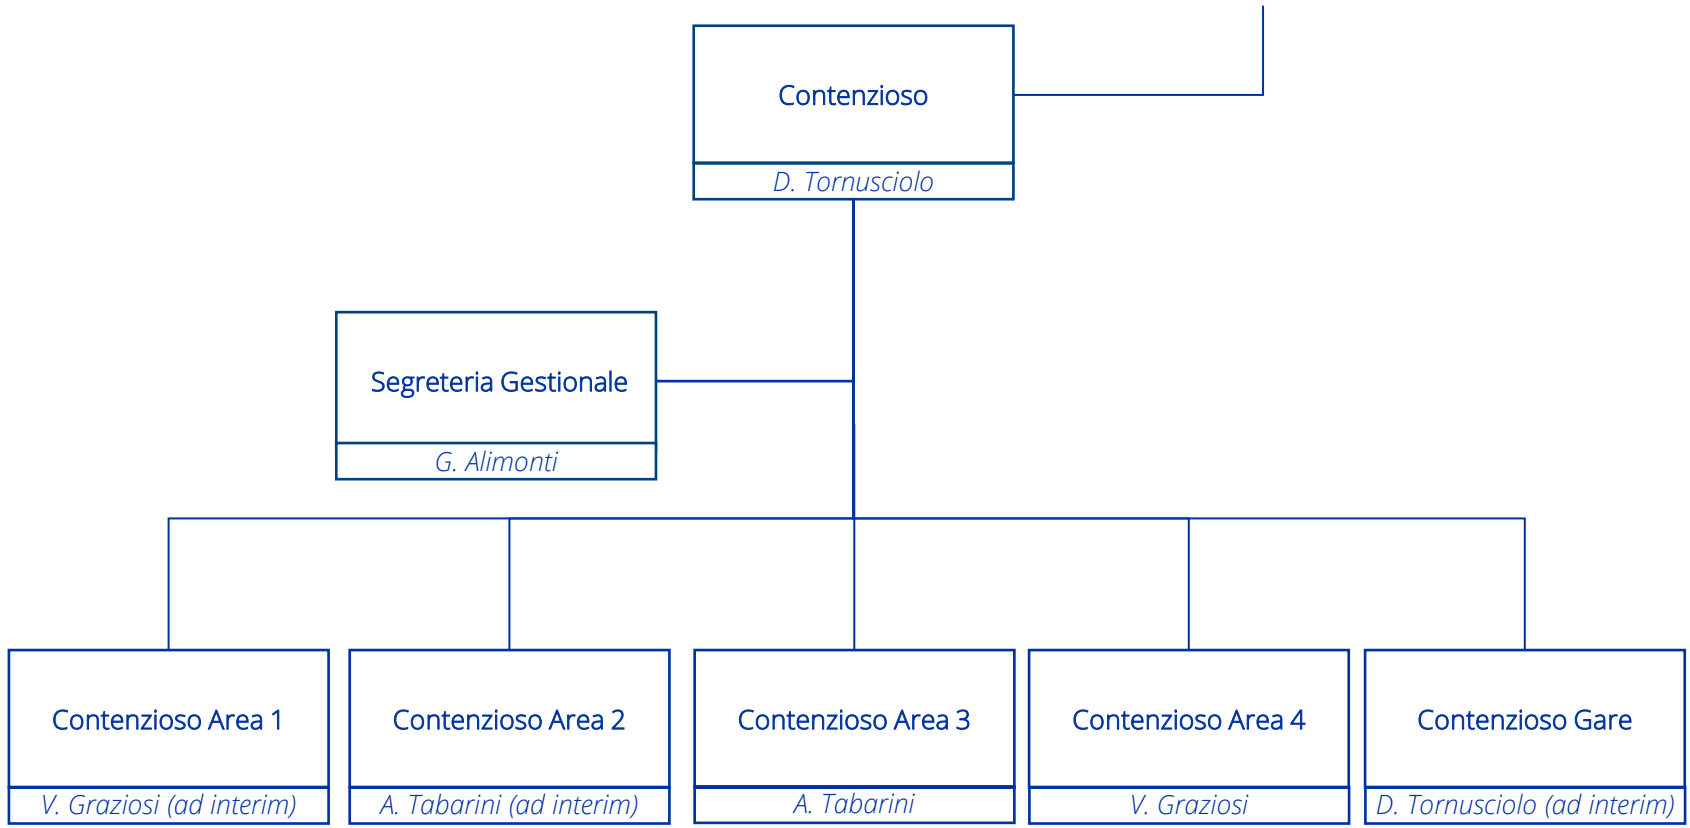 Contenzioso
D. Tornusciolo
Segreteria Gestionale
G. Alimonti
Contenzioso Area 1
V. Graziosi (ad interim)
Contenzioso Area 2
A. Tabarini (ad interim)
Contenzioso Area 3
A. Tabarini
Contenzioso Area 4
V. Graziosi
Contenzioso Gare
D. Tornusciolo (ad interim)